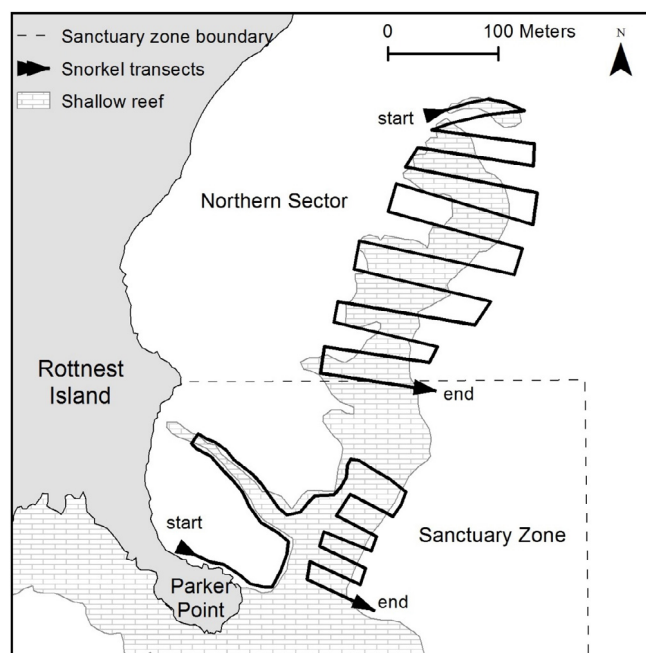 Sanctuary zone boundary
Snorkel transects
Shallow reef
0 100 Meters
N
start
Northern Sector
Rottnest
Island
end
start
Sanctuary Zone
Parker
Point
end